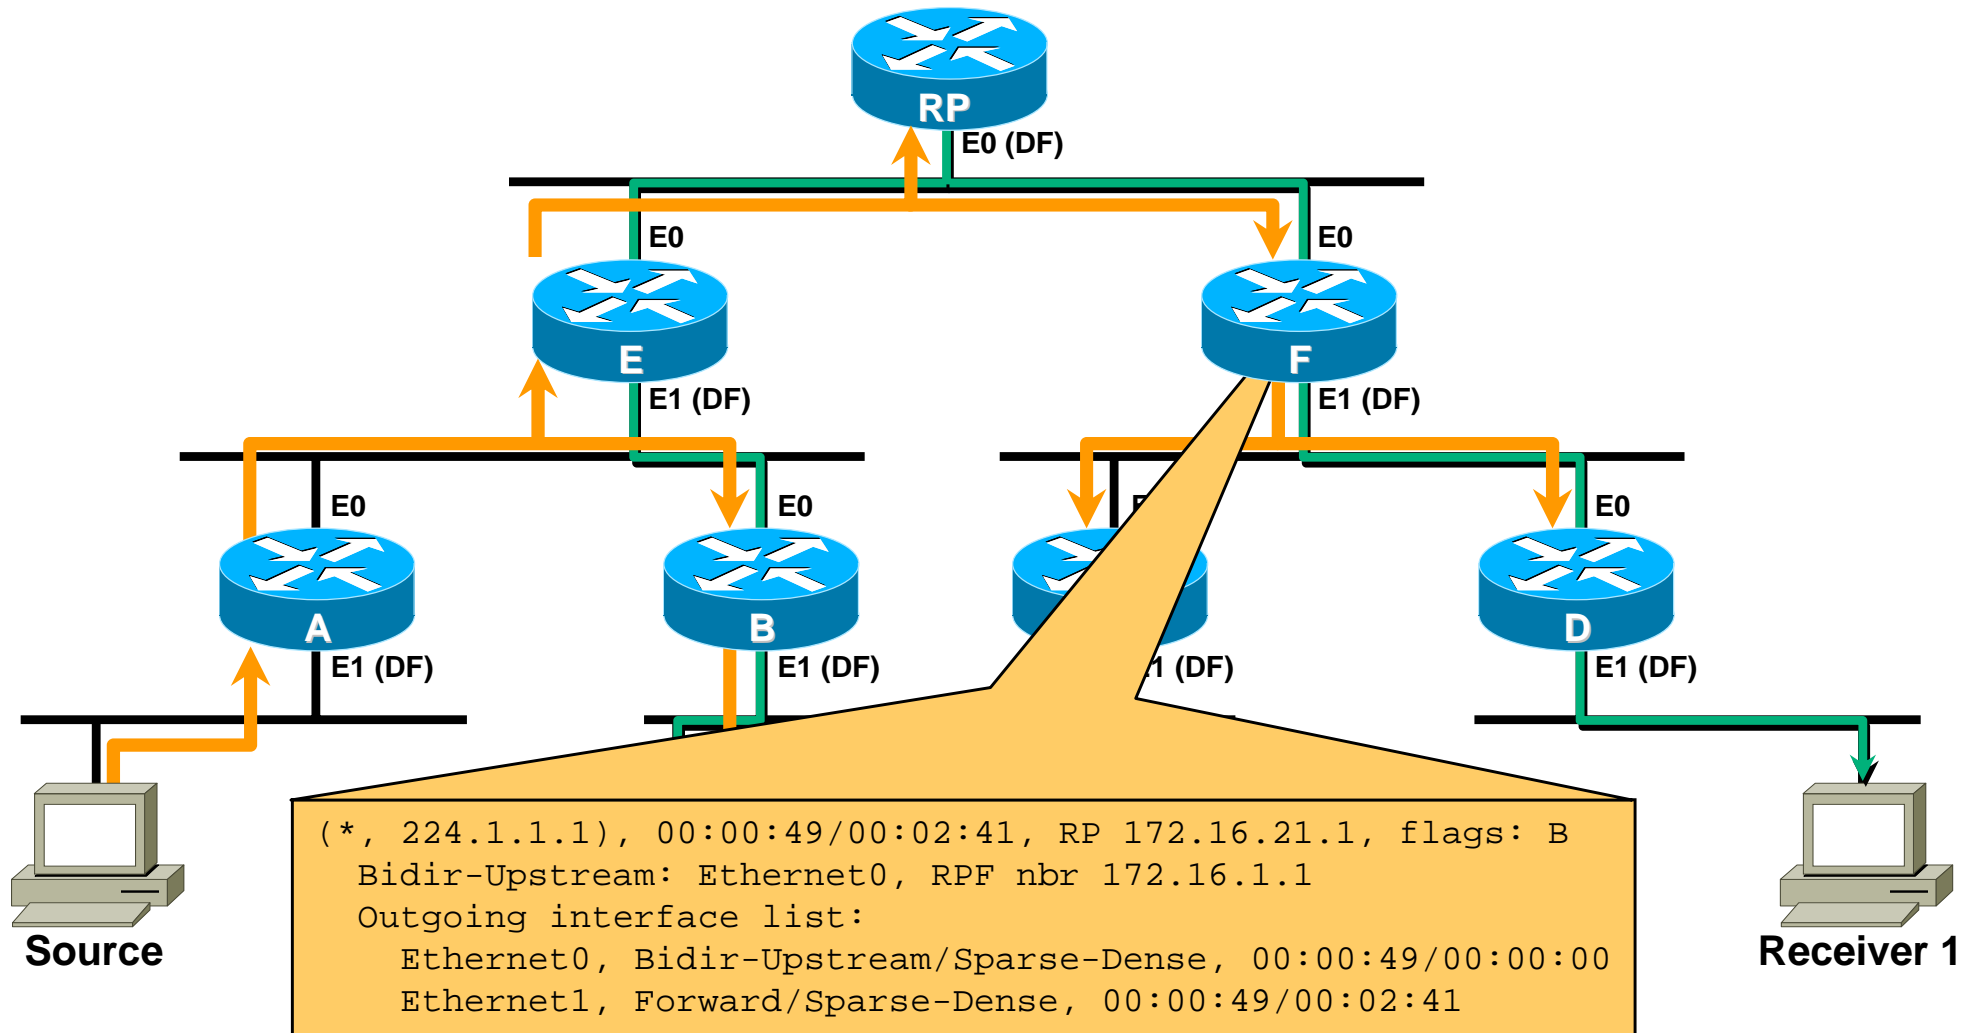 RP
E0 (DF)
E0
E0
E
F
E1 (DF)
E1 (DF)
E0
E0
E0
A
B
D
E1 (DF)
E1 (DF)
1 (DF)
E1 (DF)
(*, 224.1.1.1), 00:00:49/00:02:41, RP 172.16.21.1, flags: B
Bidir-Upstream: Ethernet0, RPF nbr 172.16.1.1
Outgoing interface list:
Ethernet0, Bidir-Upstream/Sparse-Dense, 00:00:49/00:00:00
Ethernet1, Forward/Sparse-Dense, 00:00:49/00:02:41
Source
Receiver 1